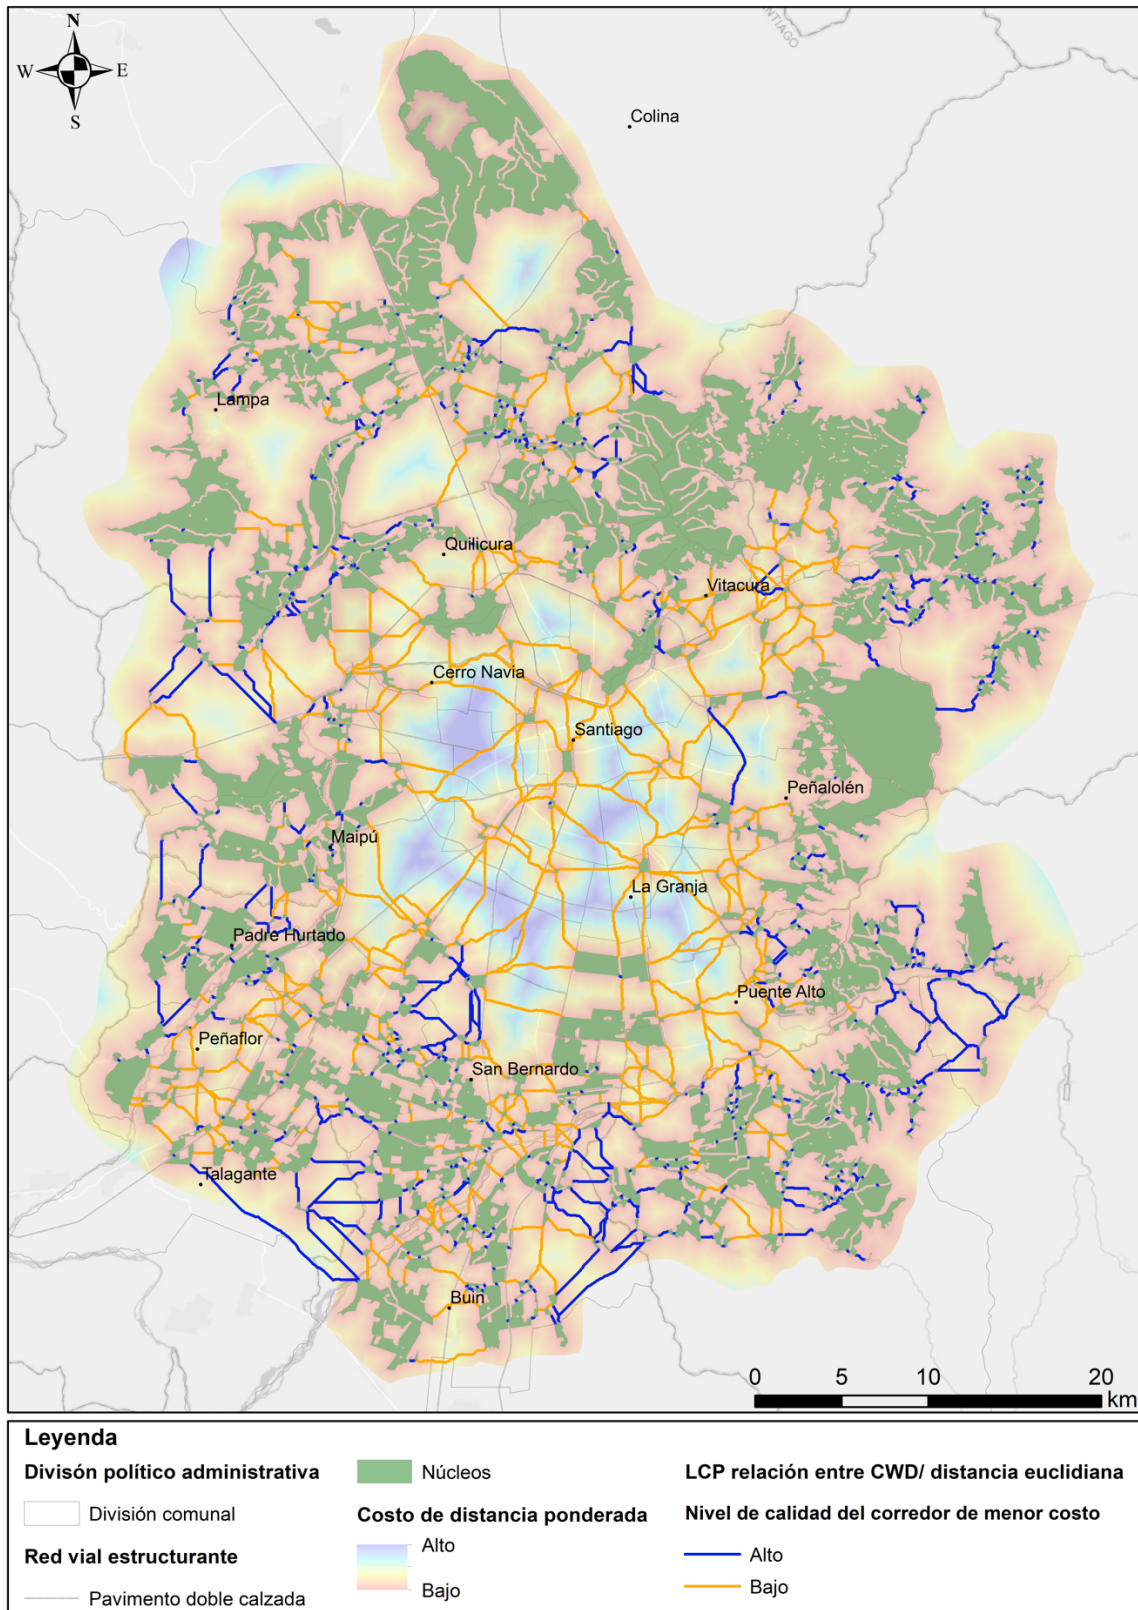 SANTIAGO
N
W
E
S
Colina
Lampa
Quilicura
Vitacura
Cerro Navia
Santiago
Peñalolén
Maipú
La Granja
Padre Hurtado
Puente Alto
Peñaflor
San Bernardo
Talagante
Buin
0 5 10 20
km
Leyenda
Divisón político administrativa
División comunal
Red vial estructurante
Pavimento doble calzada
Núcleos
Costo de distancia ponderada
Alto
Bajo
LCP relación entre CWD/ distancia euclidiana
Nivel de calidad del corredor de menor costo
Alto
Bajo